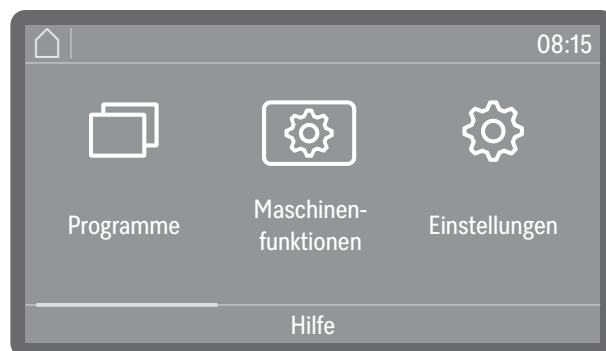 08:15
Programme
Maschinen-
funktionen
Einstellungen
Hilfe